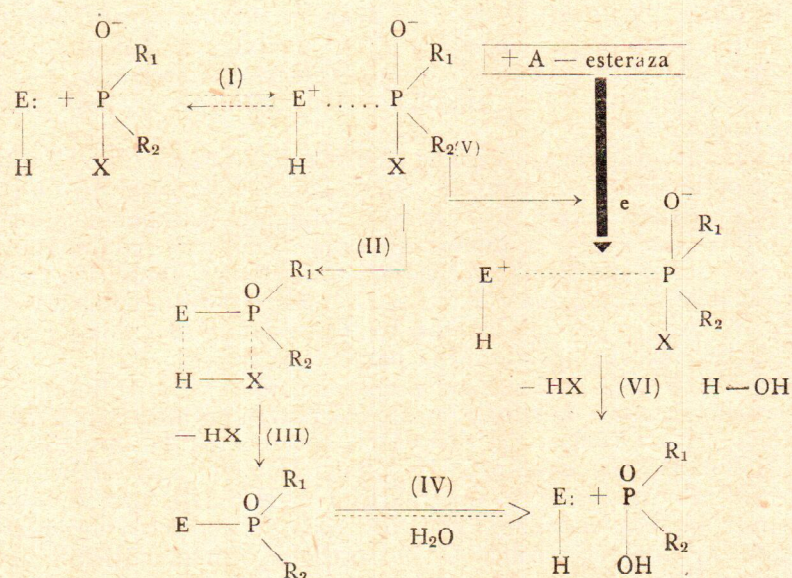 O⁻
R₁
E: + P
(I)
H
X
R₂
O⁻
R₁
E⁺ ..... P
H
X
R₂(V)
+ A — esteraza
e
O⁻
R₁
E⁺ P
H
X
R₂
(II)
O
R₁
E — P
H — X
R₂
— HX (III)
— HX (VI) H — OH
O
R₁
E — P
R₂
(IV)
H₂O
O
R₁
E: + P
H
OH
R₂